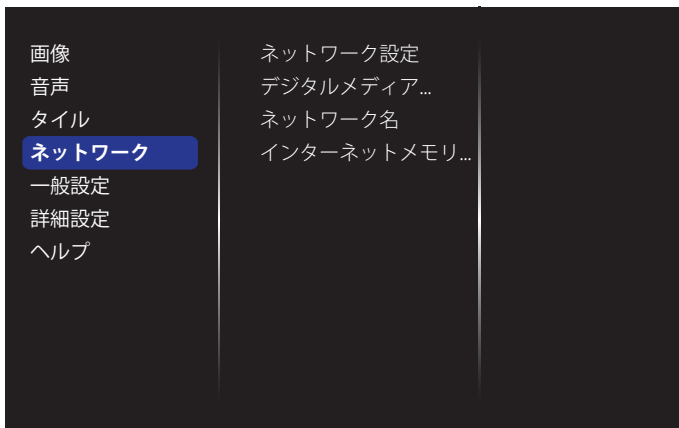 画像
音声
タイル
ネットワーク
一般設定
詳細設定
ヘルプ
ネットワーク設定
デジタルメディア...
ネットワーク名
インターネットメモリ...